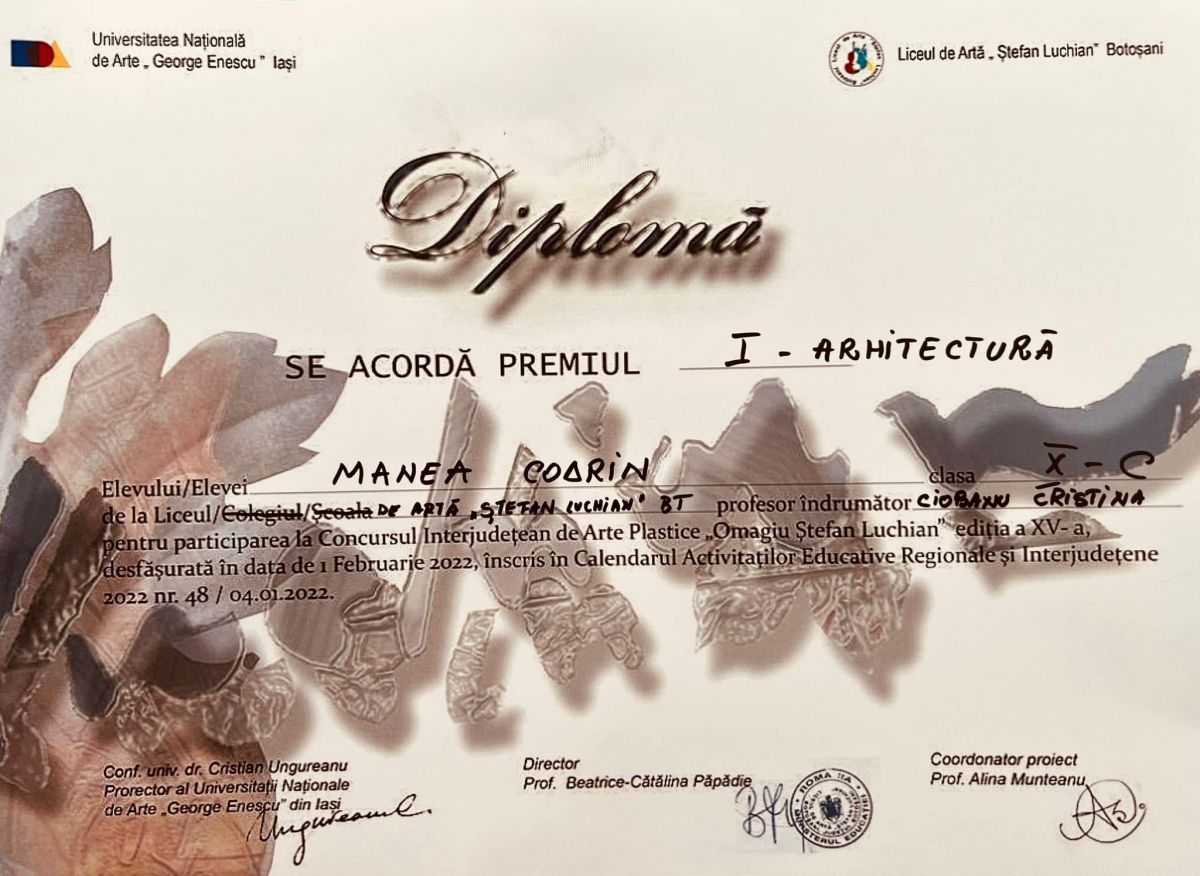 Universitatea Națională
de Arte „ George Enescu ” Iași
Liceul de Artă „ Ștefan Luchian” Botoșani
Diplomă
SE ACORDĂ PREMIUL I - ARHITECTURĂ
Elevului/Elevei MANEA CODRIN clasa X - C
de la Liceul/Colegiul/Școala DE ARTĂ „ȘTEFAN LUCHIAN” BT profesor îndrumător CIOBANU CRISTINA
pentru participarea la Concursul Interjudețean de Arte Plastice „Omagiu Ștefan Luchian” ediția a XV- a,
desfășurată în data de 1 Februarie 2022, înscris în Calendarul Activitaților Educative Regionale și Interjudețene
2022 nr. 48 / 04.01.2022.
Conf. univ. dr. Cristian Ungureanu
Prorector al Universitații Naționale
de Arte „George Enescu” din Iași
Ungureanu C.
Director
Prof. Beatrice-Cătălina Păpădie
ROMANIA
Coordonator proiect
Prof. Alina Munteanu